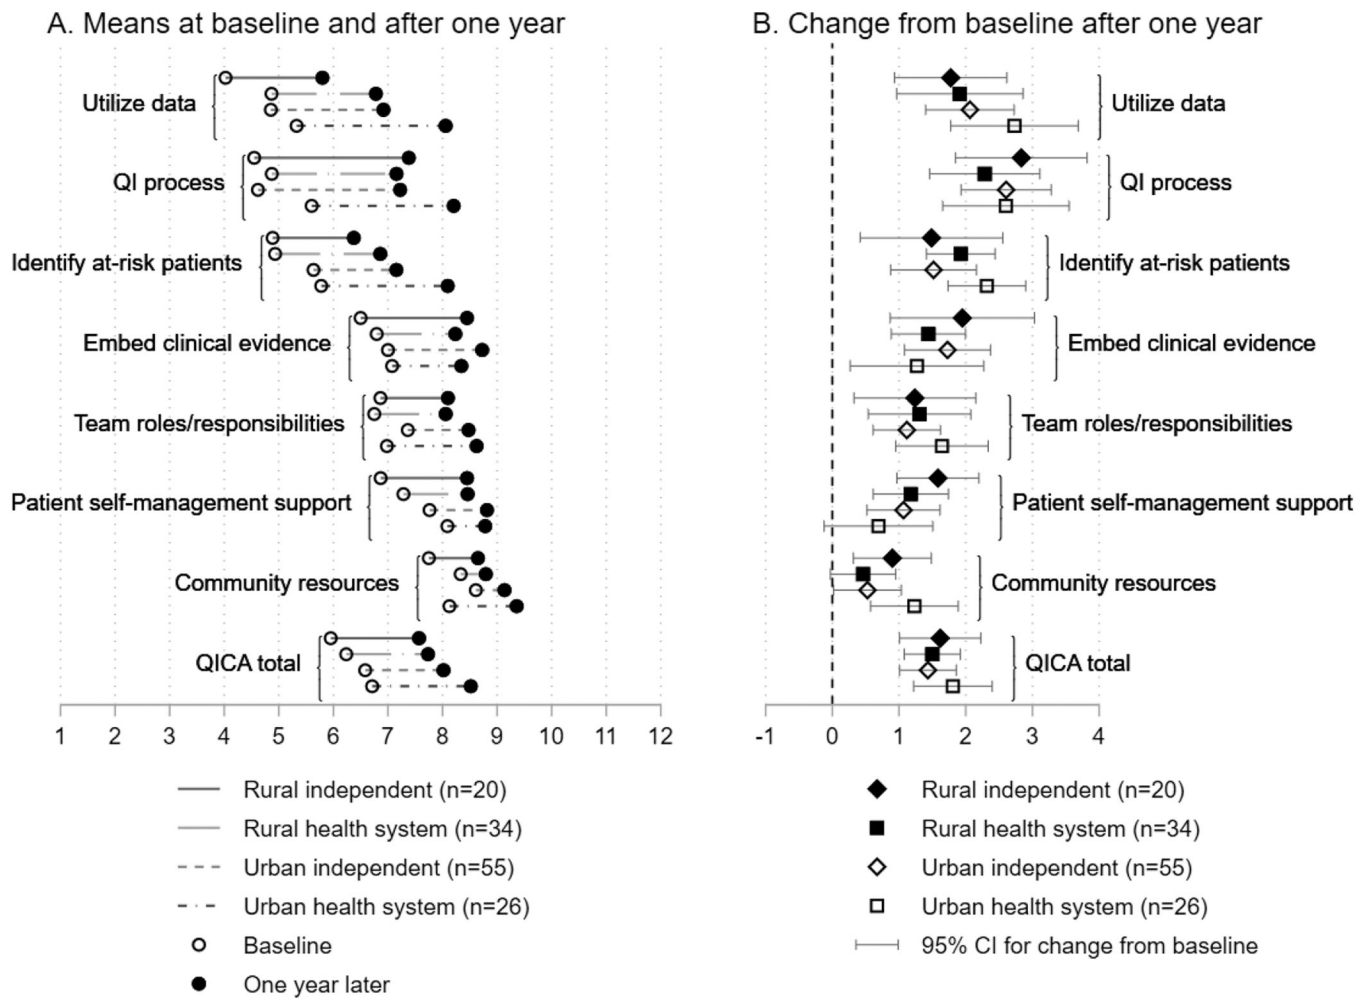 A. Means at baseline and after one year
Utilize data
QI process
Identify at-risk patients
Embed clinical evidence
Team roles/responsibilities
Patient self-management support
Community resources
QICA total
1 2 3 4 5 6 7 8 9 10 11 12
Rural independent (n=20)
Rural health system (n=34)
Urban independent (n=55)
Urban health system (n=26)
Baseline
One year later
B. Change from baseline after one year
Utilize data
QI process
Identify at-risk patients
Embed clinical evidence
Team roles/responsibilities
Patient self-management support
Community resources
QICA total
-1 0 1 2 3 4
Rural independent (n=20)
Rural health system (n=34)
Urban independent (n=55)
Urban health system (n=26)
95% CI for change from baseline